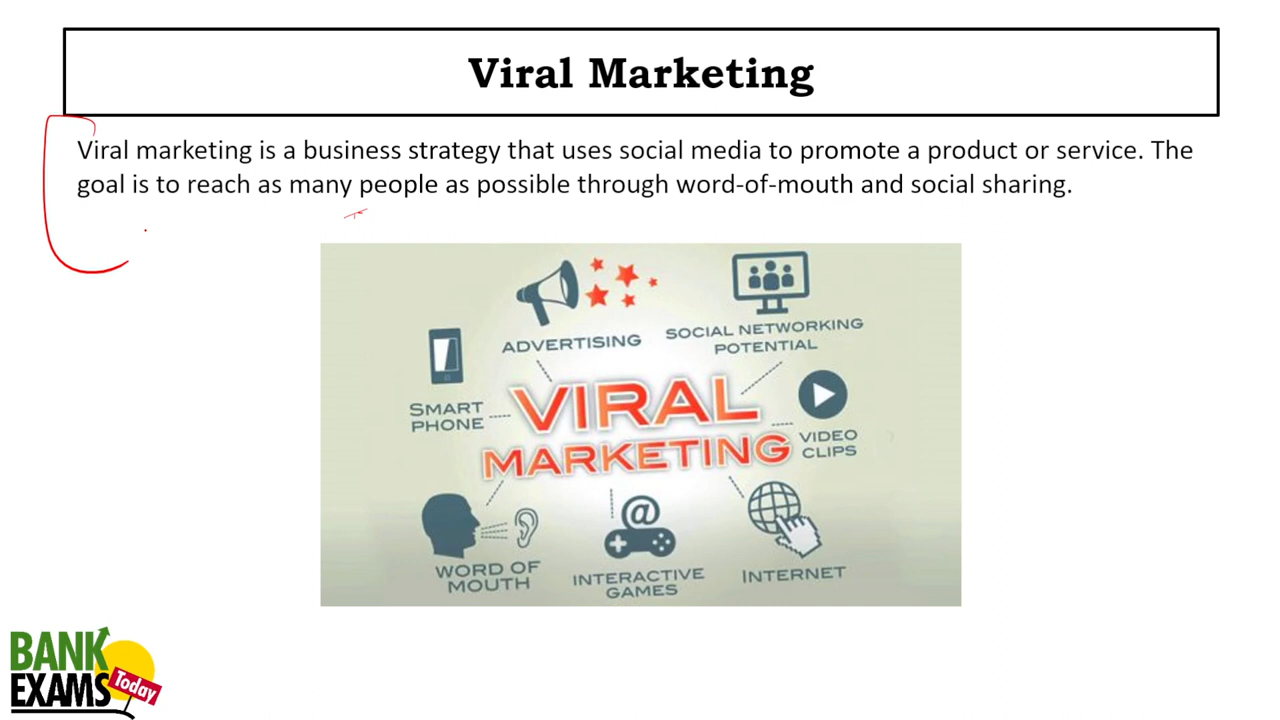 Viral Marketing
Viral marketing is a business strategy that uses social media to promote a product or service. The
goal is to reach as many people as possible through word-of-mouth and social sharing.
ADVERTISING
SOCIAL NETWORKING
POTENTIAL
SMART
PHONE
VIRAL
MARKETING
VIDEO
CLIPS
WORD OF
MOUTH
@
INTERACTIVE
GAMES
INTERNET
BANK
EXAMS
Today